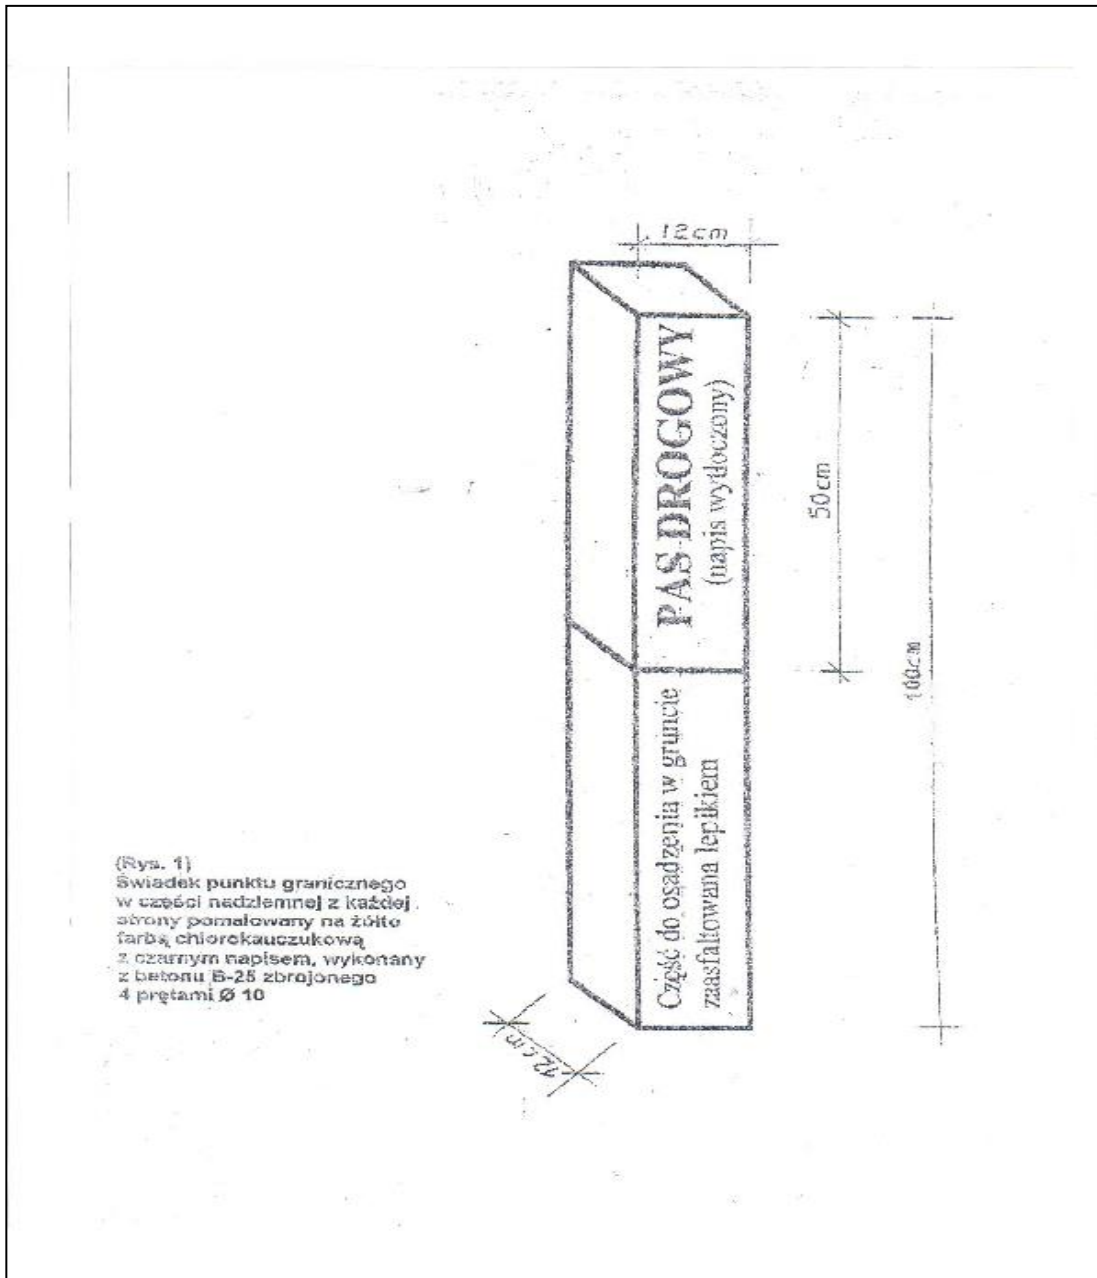 12cm
PAS DROGOWY
(napis wytłoczony)
50cm
100cm
Część do osadzenia w gruncie
zaasfaltowana lepikiem
12cm
(Rys. 1)
Świadek punktu granicznego
w części nadziemnej z każdej
strony pomalowany na żółto
farbą chlorokauczukową
z czarnym napisem, wykonany
z betonu B-25 zbrojonego
4 prętami Ø 10